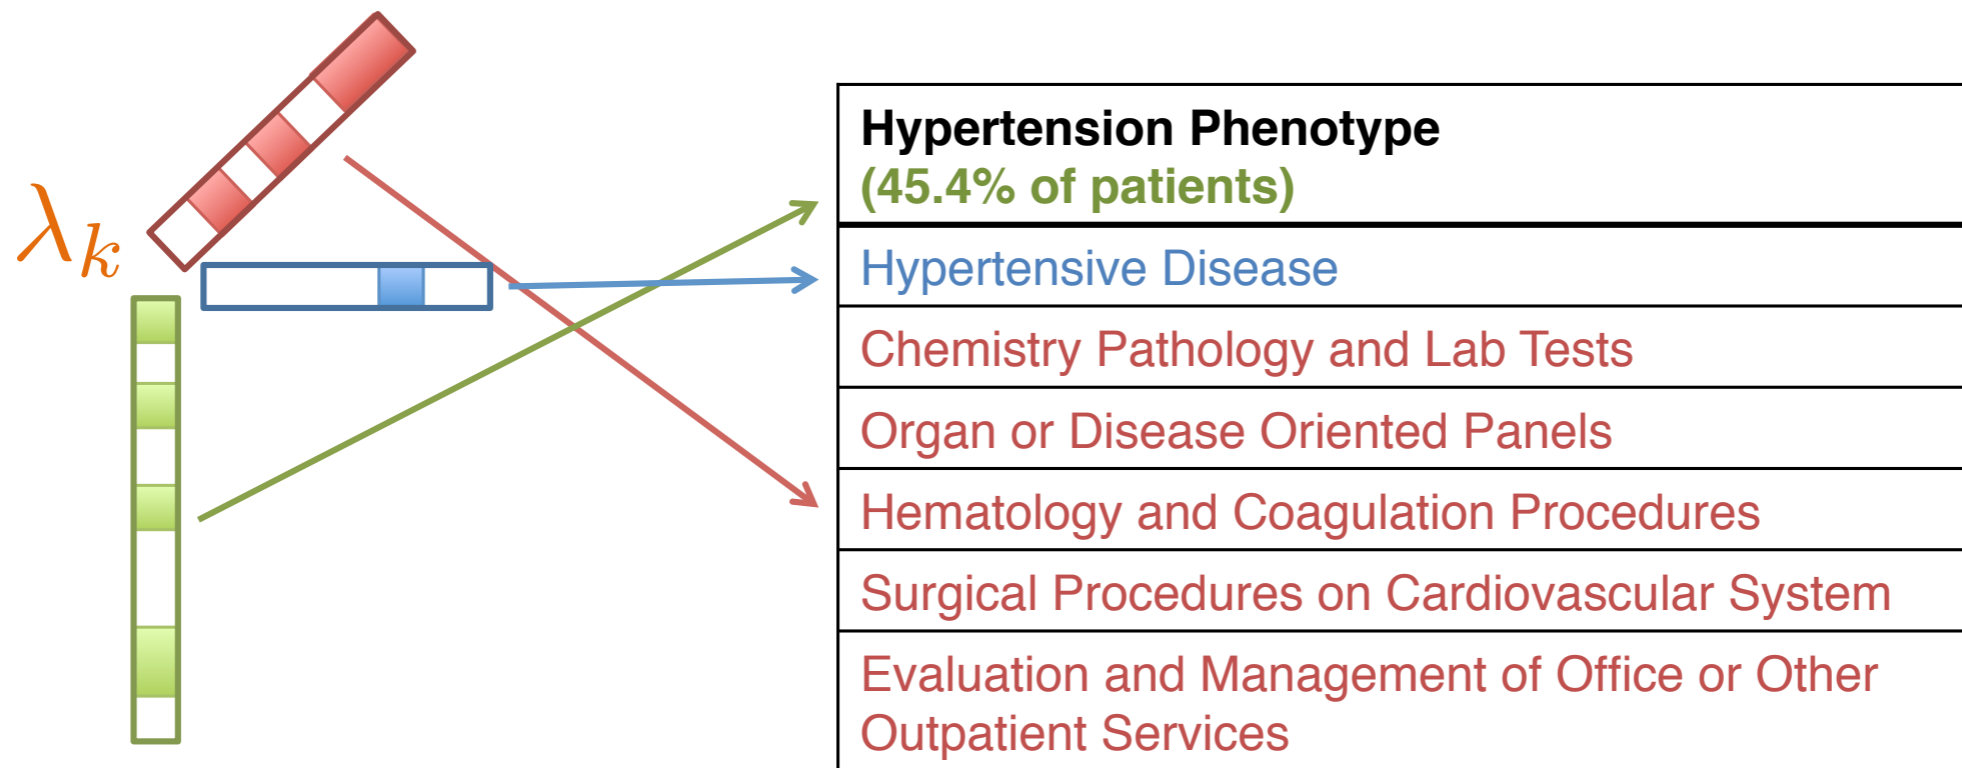 λk
Hypertension Phenotype
(45.4% of patients)
Hypertensive Disease
Chemistry Pathology and Lab Tests
Organ or Disease Oriented Panels
Hematology and Coagulation Procedures
Surgical Procedures on Cardiovascular System
Evaluation and Management of Office or Other
Outpatient Services